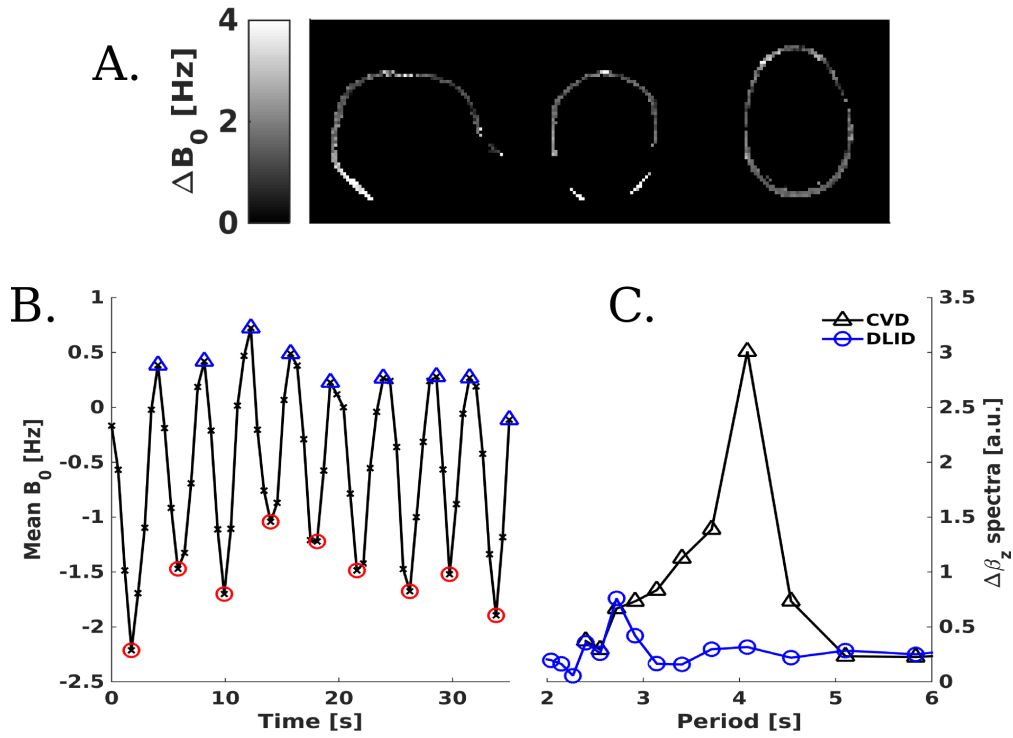 A.
ΔB₀ [Hz]
4
2
0
B.
Mean B₀ [Hz]
1
0.5
0
-0.5
-1
-1.5
-2
-2.5
0 10 20 30
Time [s]
C.
CVD
DLID
3.5
3
2.5
2
1.5
1
0.5
0
Δβ_z spectra [a.u.]
2 3 4 5 6
Period [s]